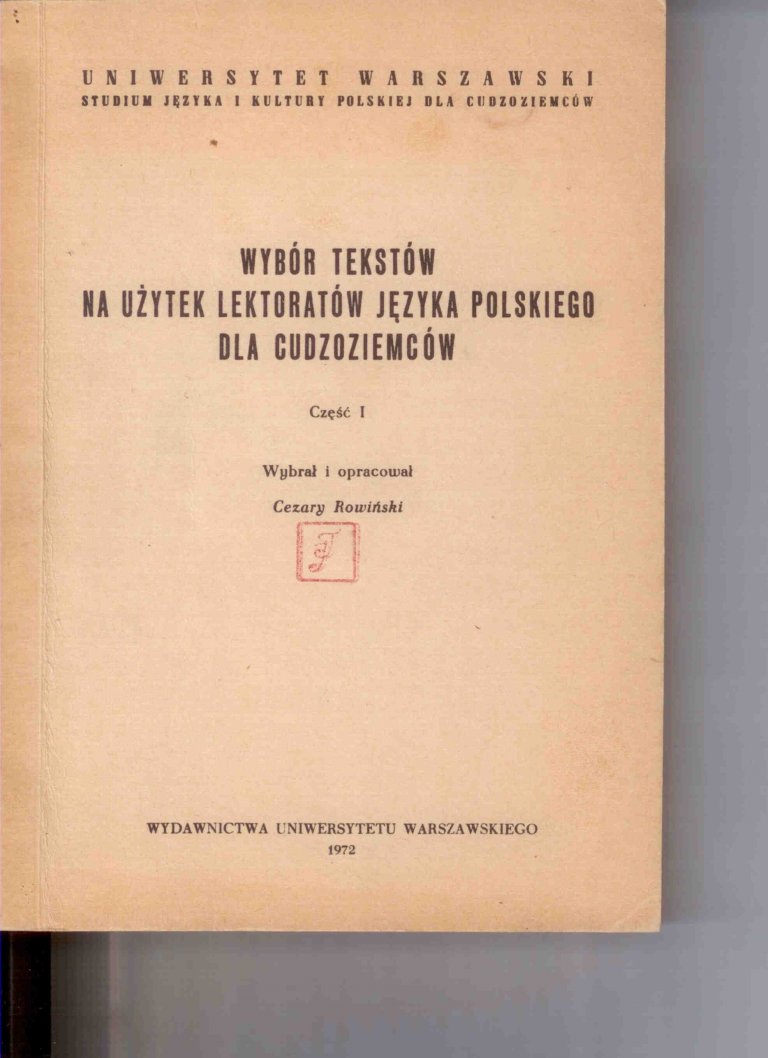 UNIWERSYTET WARSZAWSKI
STUDIUM JĘZYKA I KULTURY POLSKIEJ DLA CUDZOZIEMCÓW
WYBÓR TEKSTÓW
NA UŻYTEK LEKTORATÓW JĘZYKA POLSKIEGO
DLA CUDZOZIEMCÓW
Część I
Wybrał i opracował
Cezary Rowiński
WYDAWNICTWA UNIWERSYTETU WARSZAWSKIEGO
1972